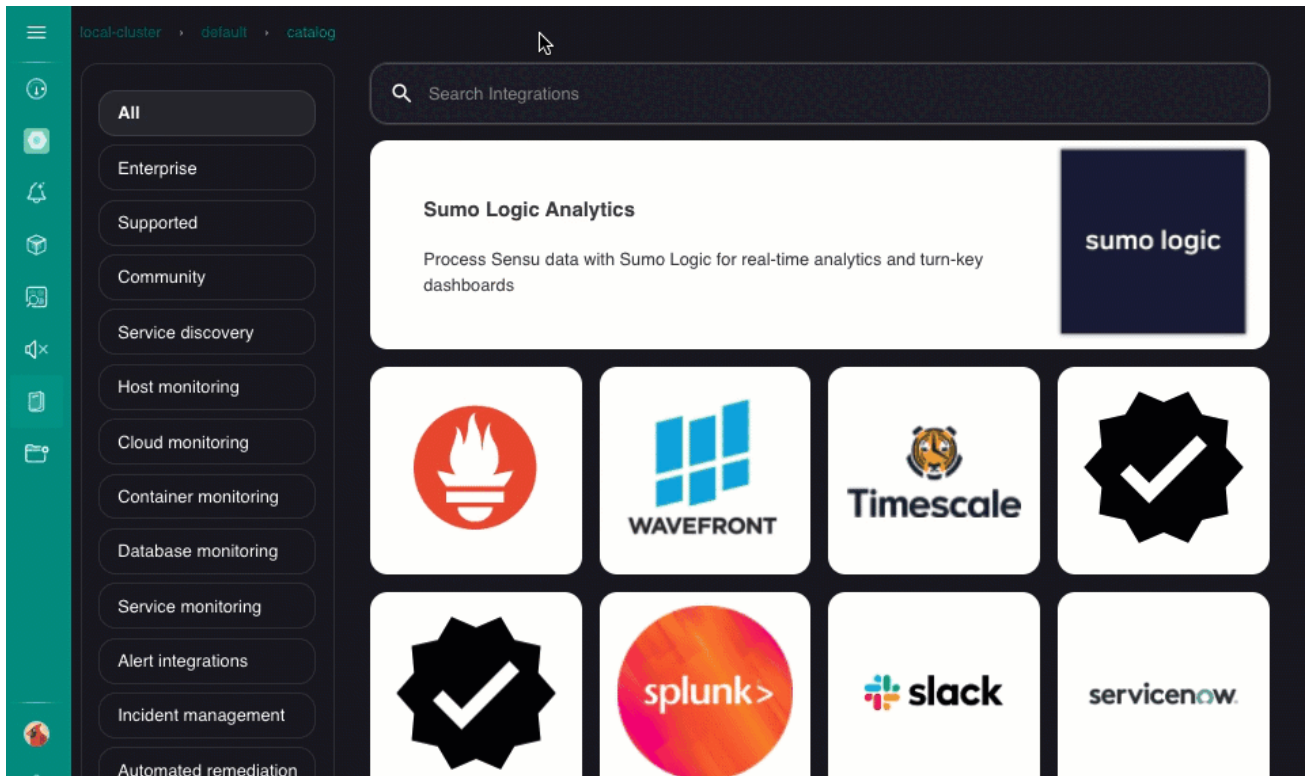 local-cluster › default › catalog
Search Integrations
All
Enterprise
Supported
Community
Service discovery
Host monitoring
Cloud monitoring
Container monitoring
Database monitoring
Service monitoring
Alert integrations
Incident management
Automated remediation
Sumo Logic Analytics
Process Sensu data with Sumo Logic for real-time analytics and turn-key
dashboards
sumo logic
WAVEFRONT
Timescale
splunk>
slack
servicenow.